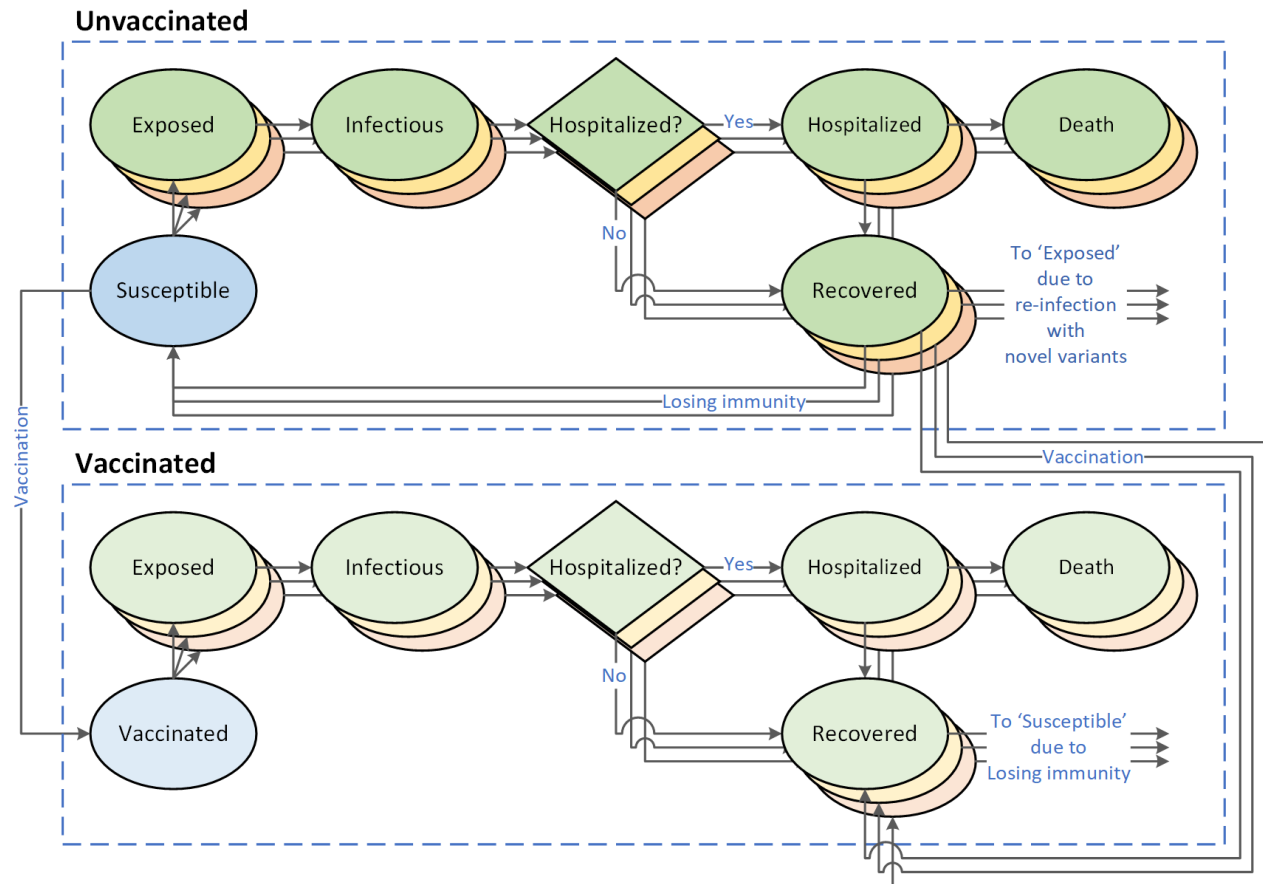 Unvaccinated
Exposed
Infectious
Hospitalized?
Yes
Hospitalized
Death
No
Susceptible
Recovered
To ‘Exposed’
due to
re-infection
with
novel variants
Losing immunity
Vaccination
Vaccination
Vaccinated
Exposed
Infectious
Hospitalized?
Yes
Hospitalized
Death
No
Vaccinated
Recovered
To ‘Susceptible’
due to
Losing immunity